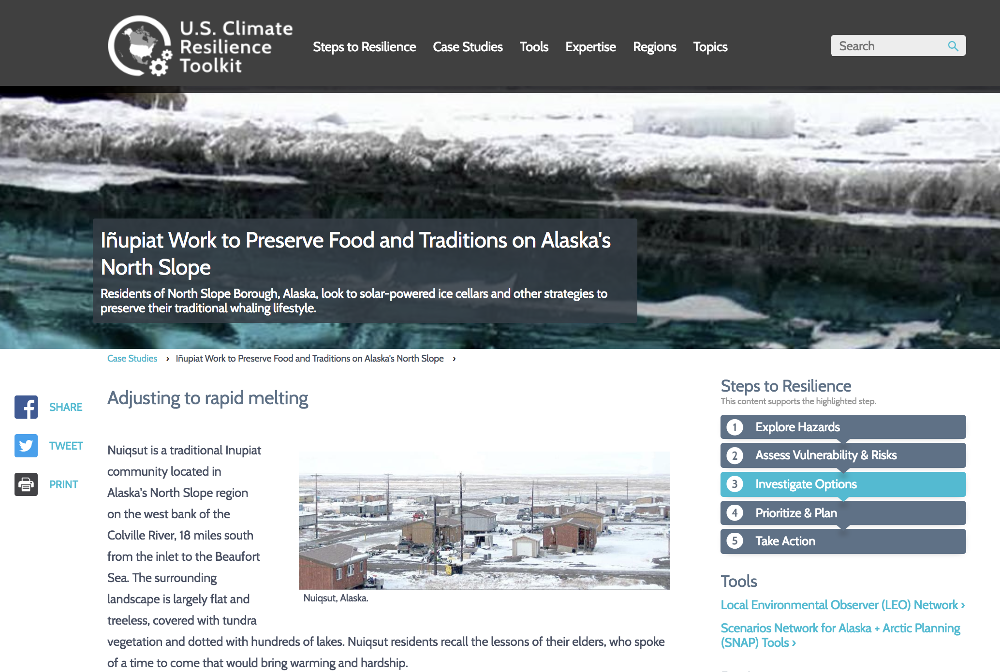 U.S. Climate
Resilience
Toolkit
Steps to Resilience
Case Studies
Tools
Expertise
Regions
Topics
Search
Iñupiat Work to Preserve Food and Traditions on Alaska's
North Slope
Residents of North Slope Borough, Alaska, look to solar-powered ice cellars and other strategies to
preserve their traditional whaling lifestyle.
Case Studies › Iñupiat Work to Preserve Food and Traditions on Alaska's North Slope ›
SHARE
TWEET
PRINT
Adjusting to rapid melting
Nuiqsut is a traditional Inupiat
community located in
Alaska's North Slope region
on the west bank of the
Colville River, 18 miles south
from the inlet to the Beaufort
Sea. The surrounding
landscape is largely flat and
treeless, covered with tundra
vegetation and dotted with hundreds of lakes. Nuiqsut residents recall the lessons of their elders, who spoke
of a time to come that would bring warming and hardship.
Nuiqsut, Alaska.
Steps to Resilience
This content supports the highlighted step.
1 Explore Hazards
2 Assess Vulnerability & Risks
3 Investigate Options
4 Prioritize & Plan
5 Take Action
Tools
Local Environmental Observer (LEO) Network ›
Scenarios Network for Alaska + Arctic Planning
(SNAP) Tools ›